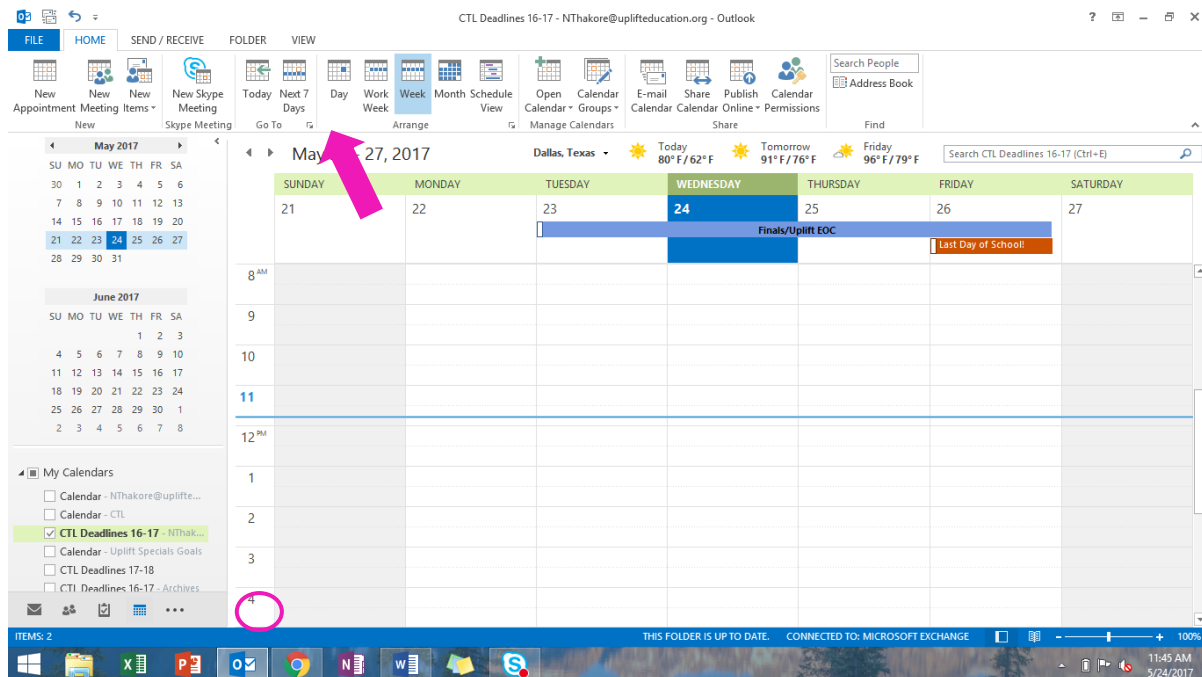 CTL Deadlines 16-17 - NThakore@uplifteducation.org - Outlook
FILE HOME SEND / RECEIVE FOLDER VIEW
New Appointment New Meeting New Items New Skype Meeting Today Next 7 Days Day Work Week Week Month Schedule View Open Calendar Calendar Groups E-mail Calendar Share Calendar Publish Online Calendar Permissions Search People
Address Book
New Skype Meeting Go To Arrange Manage Calendars Share Find
May 2017
SU MO TU WE TH FR SA
30 1 2 3 4 5 6
7 8 9 10 11 12 13
14 15 16 17 18 19 20
21 22 23 24 25 26 27
28 29 30 31
June 2017
SU MO TU WE TH FR SA
1 2 3
4 5 6 7 8 9 10
11 12 13 14 15 16 17
18 19 20 21 22 23 24
25 26 27 28 29 30 1
2 3 4 5 6 7 8
My Calendars
Calendar - NThakore@uplifte...
Calendar - CTL
CTL Deadlines 16-17 - NThak...
Calendar - Uplift Specials Goals
CTL Deadlines 17-18
CTL Deadlines 16-17 - Archives
May - 27, 2017
Dallas, Texas
Today
80°F/62°F
Tomorrow
91°F/76°F
Friday
96°F/79°F
Search CTL Deadlines 16-17 (Ctrl+E)
SUNDAY MONDAY TUESDAY WEDNESDAY THURSDAY FRIDAY SATURDAY
21 22 23 24 25 26 27
Finals/Uplift EOC
Last Day of School!
8 AM
9
10
11
12 PM
1
2
3
4
ITEMS: 2 THIS FOLDER IS UP TO DATE. CONNECTED TO: MICROSOFT EXCHANGE 100%
11:45 AM
5/24/2017